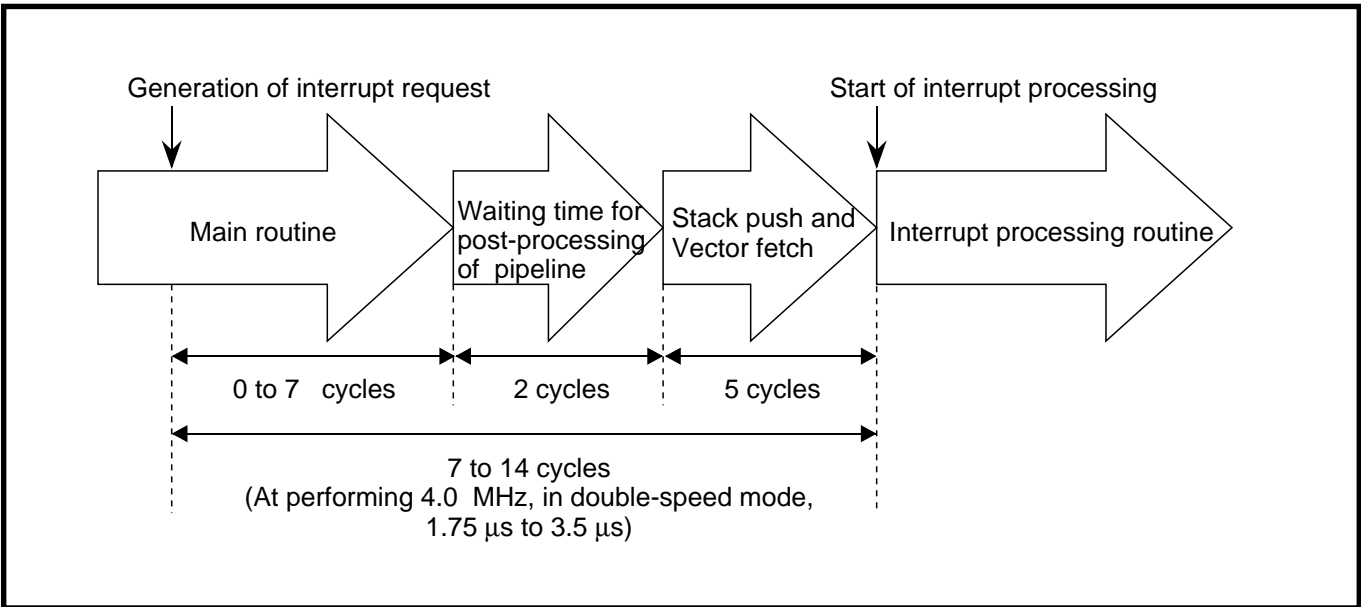 Generation of interrupt request
Start of interrupt processing
Main routine
Waiting time for
post-processing
of pipeline
Stack push and
Vector fetch
Interrupt processing routine
0 to 7 cycles
2 cycles
5 cycles
7 to 14 cycles
(At performing 4.0 MHz, in double-speed mode,
1.75 µs to 3.5 µs)